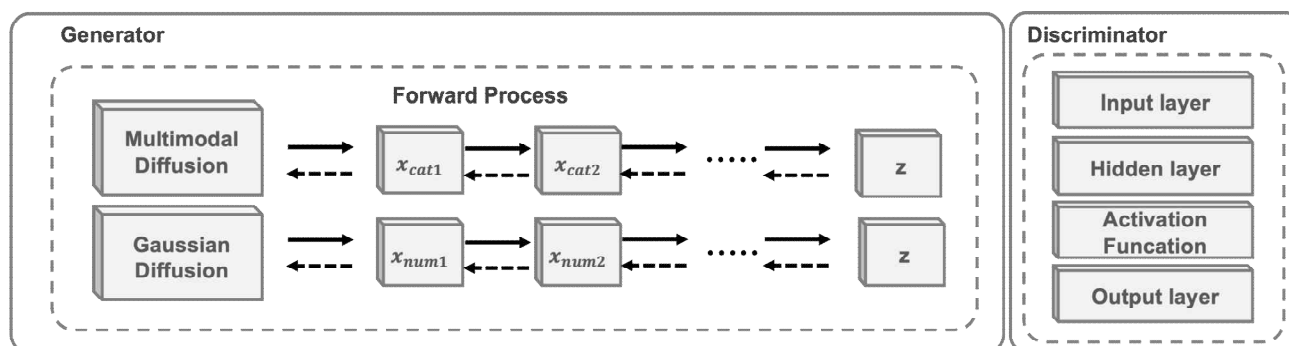 Generator
Forward Process
Multimodal
Diffusion
x_cat1
x_cat2
.....
z
Gaussian
Diffusion
x_num1
x_num2
.....
z
Discriminator
Input layer
Hidden layer
Activation
Funcation
Output layer